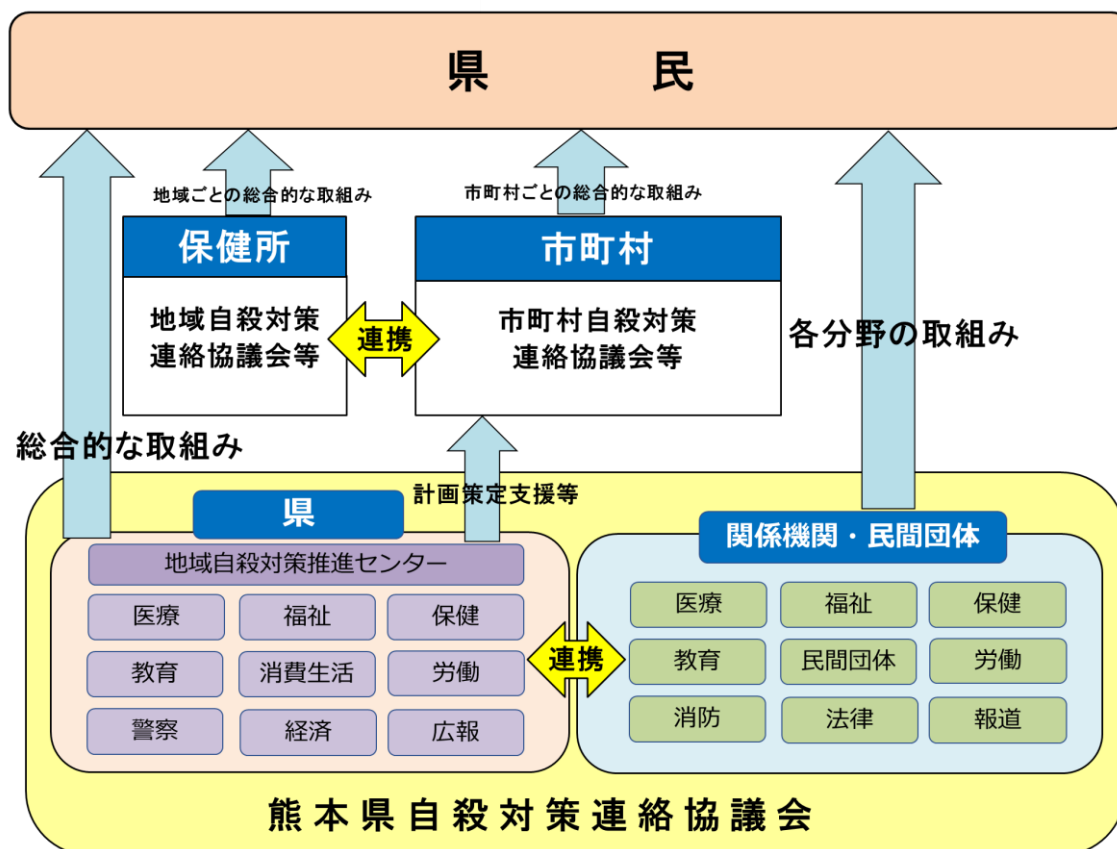 県 民
地域ごとの総合的な取組み
市町村ごとの総合的な取組み
保健所
市町村
地域自殺対策
連絡協議会等
連携
市町村自殺対策
連絡協議会等
各分野の取組み
総合的な取組み
計画策定支援等
県
関係機関・民間団体
地域自殺対策推進センター
医療
福祉
保健
教育
消費生活
労働
警察
経済
広報
連携
医療
福祉
保健
教育
民間団体
労働
消防
法律
報道
熊本県自殺対策連絡協議会